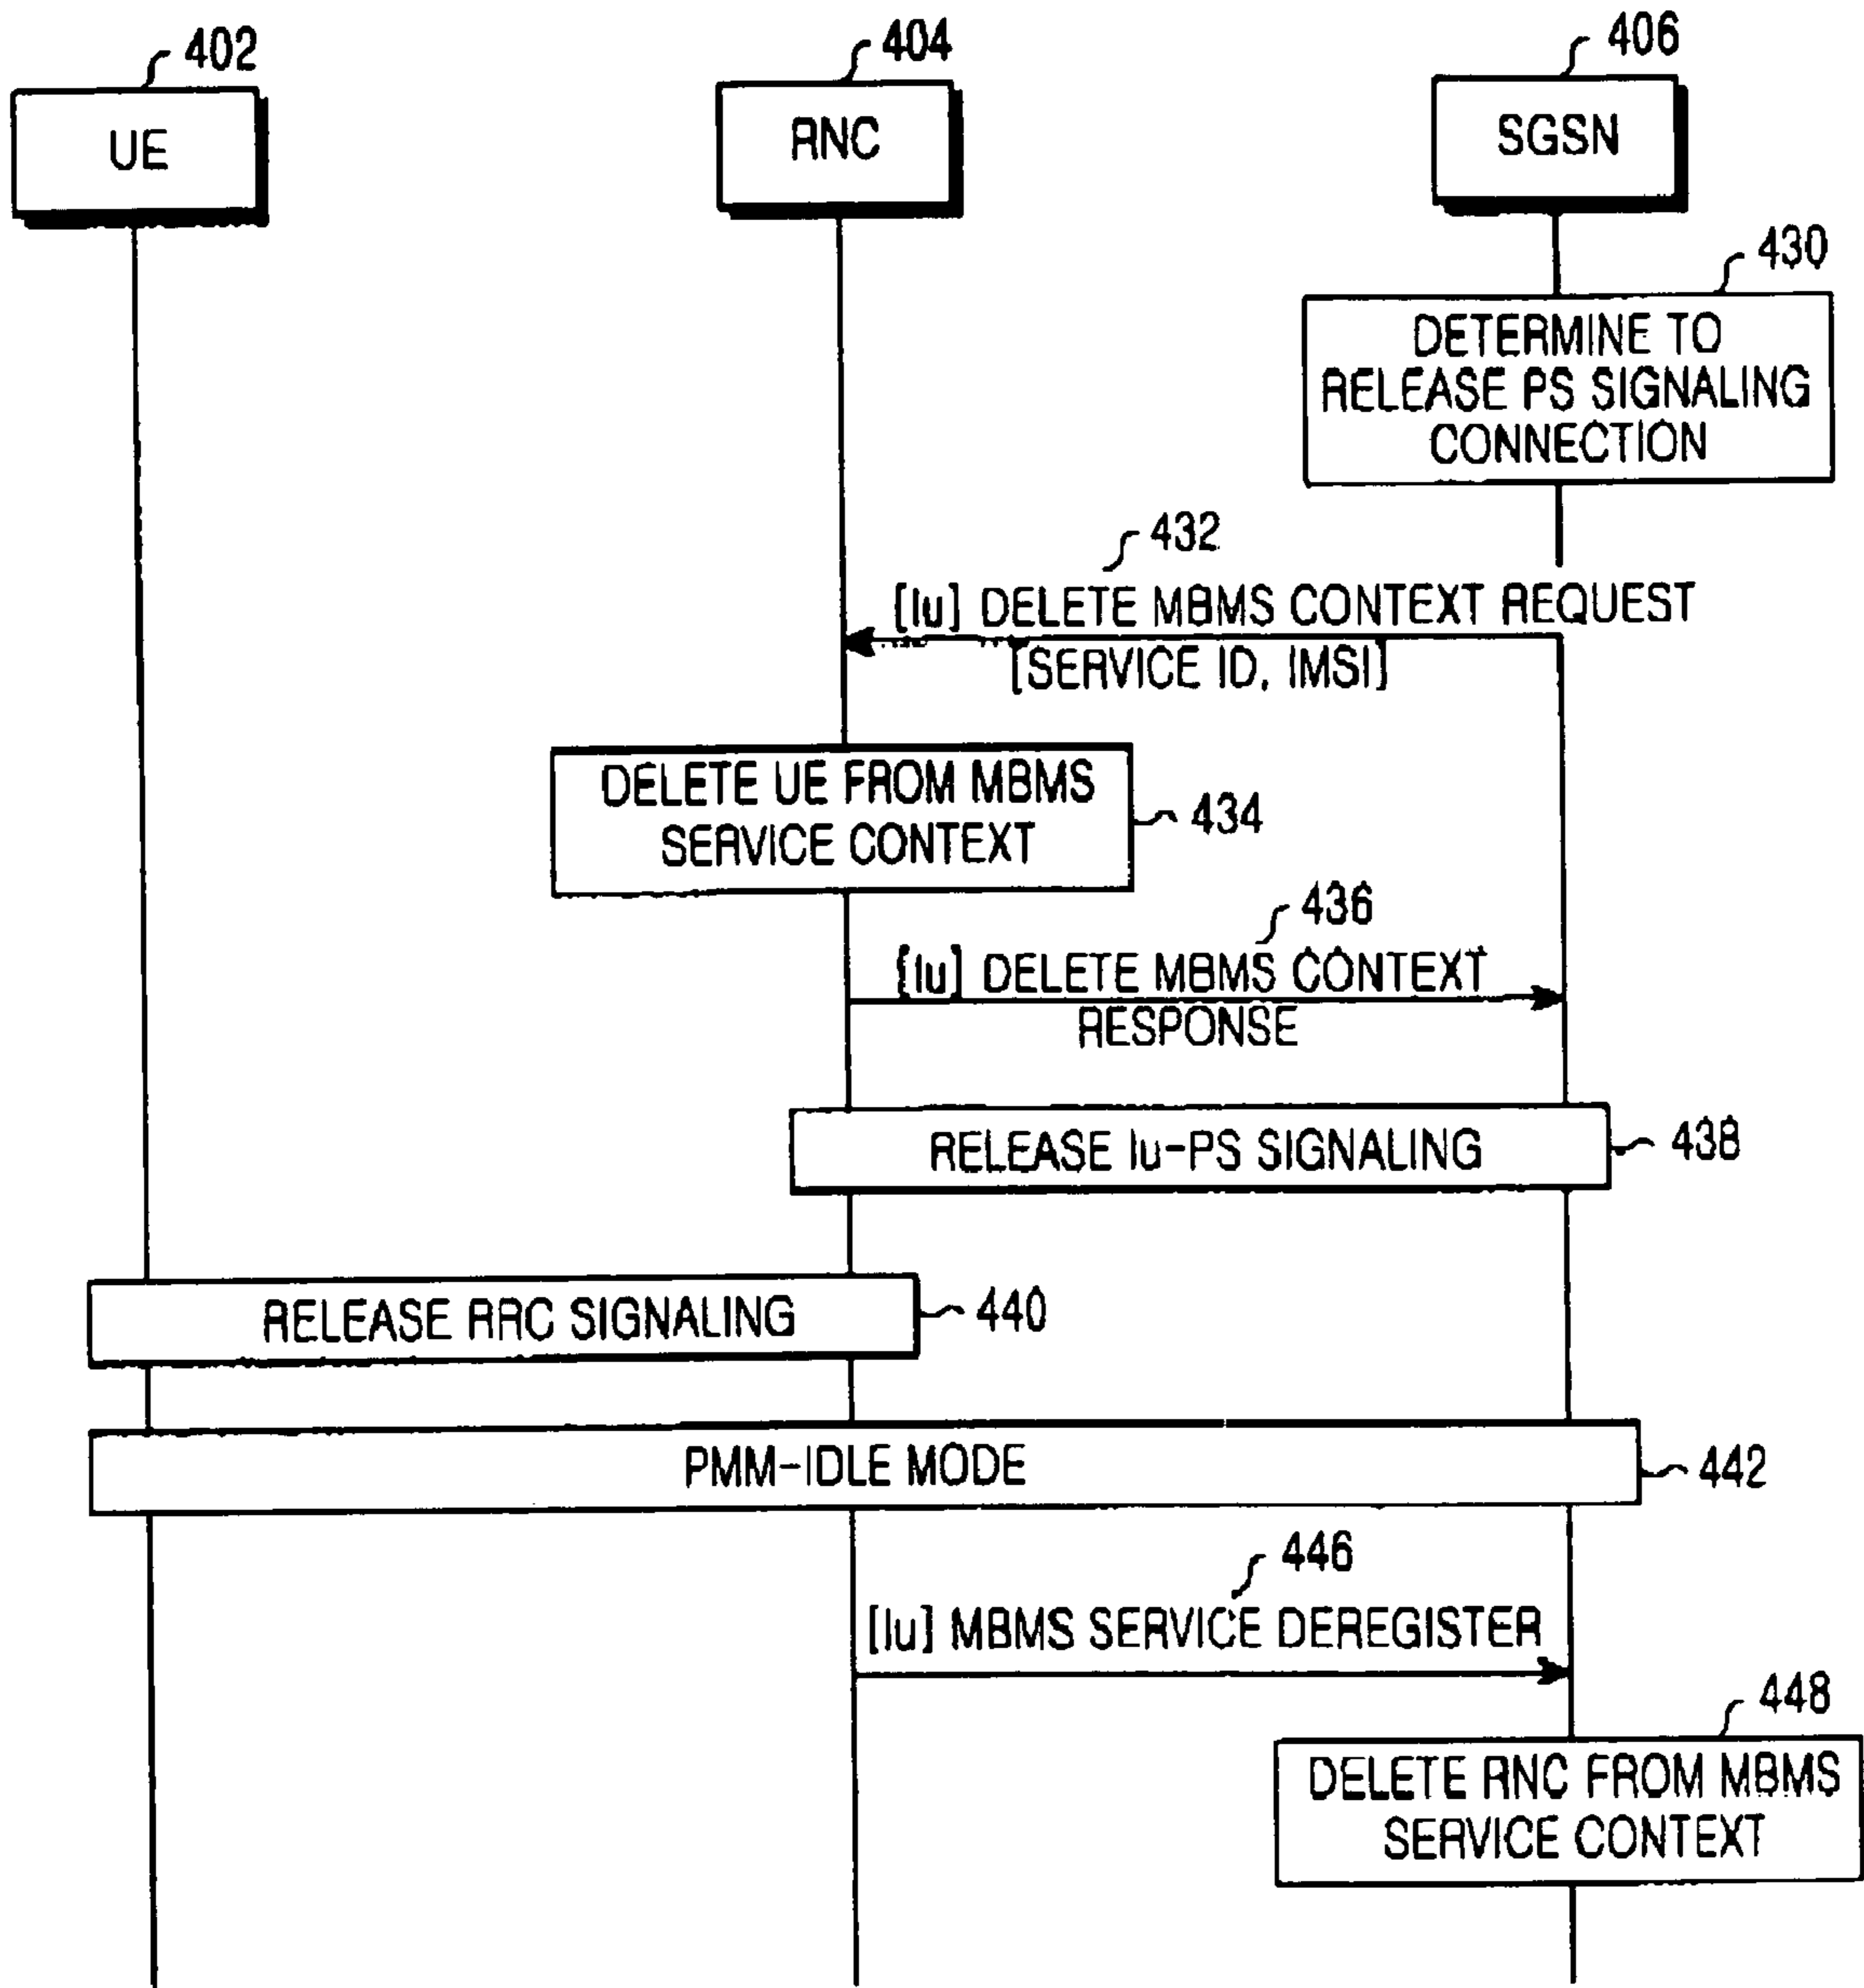 402
404
406
UE
RNC
SGSN
430
DETERMINE TO
RELEASE PS SIGNALING
CONNECTION
432
[Iu] DELETE MBMS CONTEXT REQUEST
[SERVICE ID, IMSI]
DELETE UE FROM MBMS
SERVICE CONTEXT
434
436
[Iu] DELETE MBMS CONTEXT
RESPONSE
RELEASE Iu-PS SIGNALING
438
RELEASE RRC SIGNALING
440
PMM-IDLE MODE
442
446
[Iu] MBMS SERVICE DEREGISTER
448
DELETE RNC FROM MBMS
SERVICE CONTEXT